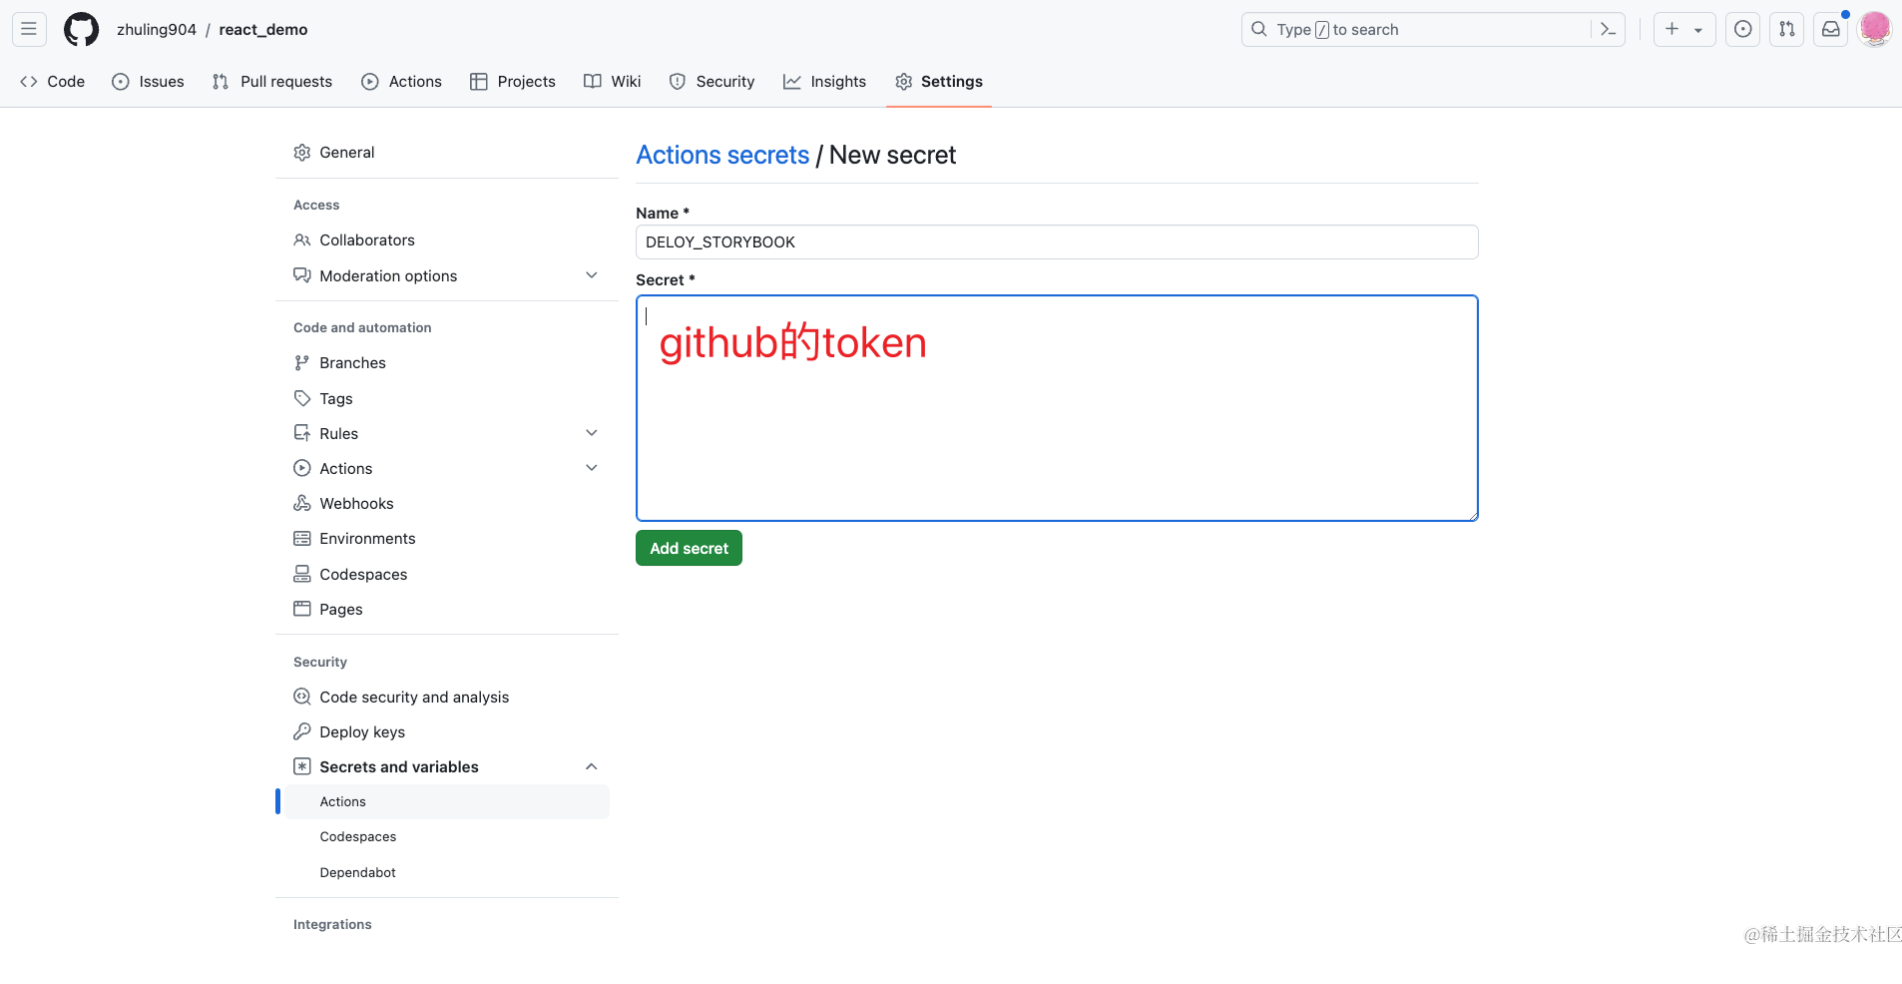 zhuling904 / react_demo
Type / to search
Code
Issues
Pull requests
Actions
Projects
Wiki
Security
Insights
Settings
General
Access
Collaborators
Moderation options
Code and automation
Branches
Tags
Rules
Actions
Webhooks
Environments
Codespaces
Pages
Security
Code security and analysis
Deploy keys
Secrets and variables
Actions
Codespaces
Dependabot
Integrations
Actions secrets / New secret
Name *
DELOY_STORYBOOK
Secret *
github的token
Add secret
@稀土掘金技术社区